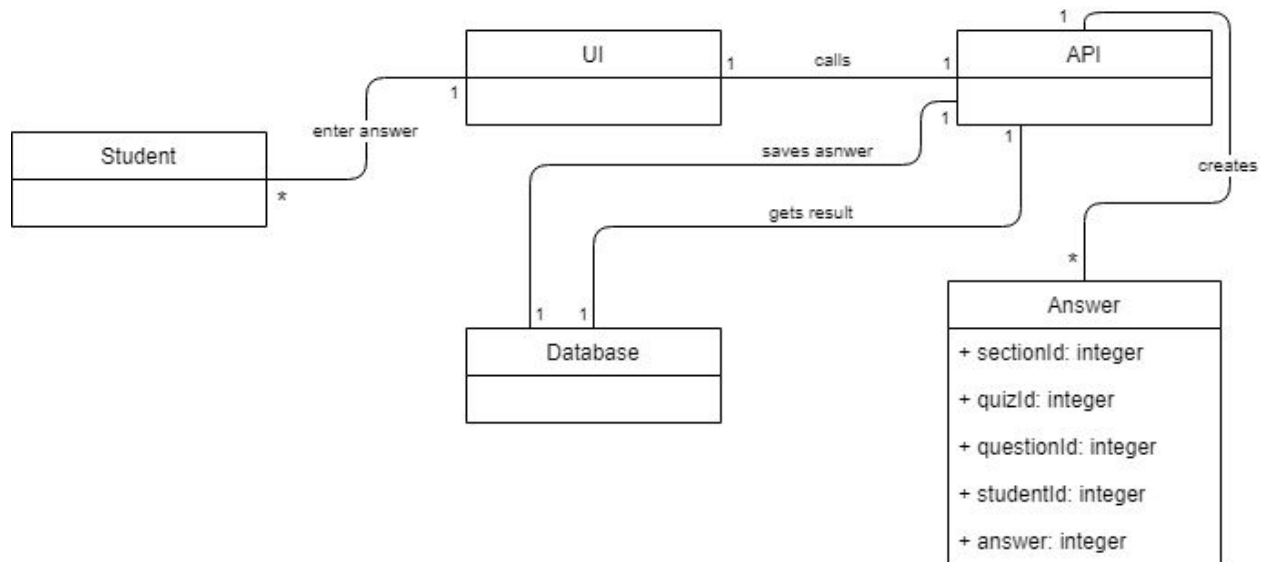 1
UI
API
1
calls
1
1
enter answer
1
1
Student
saves asnwer
creates
*
gets result
*
Answer
1
1
Database
+ sectionId: integer
+ quizId: integer
+ questionId: integer
+ studentId: integer
+ answer: integer